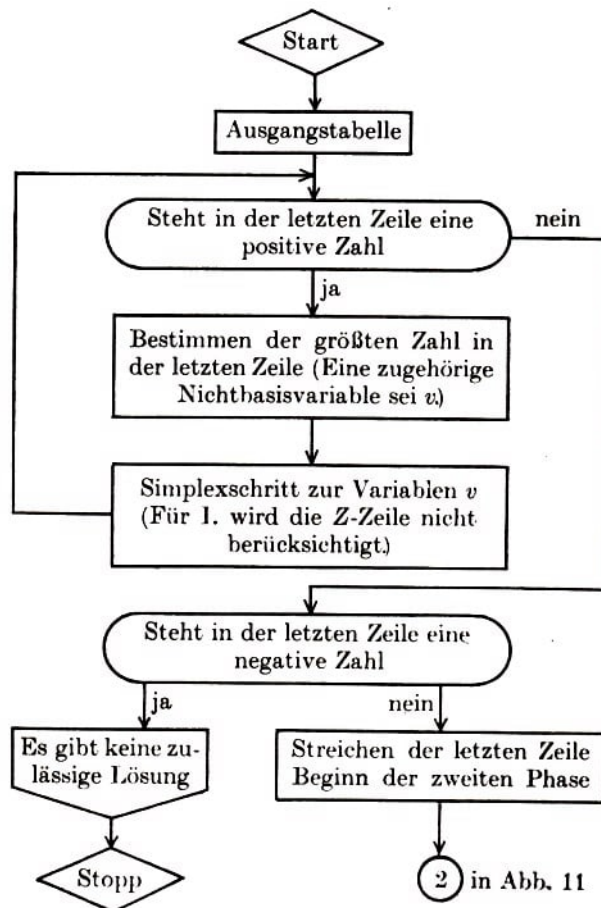 Start
Ausgangstabelle
Steht in der letzten Zeile eine
positive Zahl
nein
ja
Bestimmen der größten Zahl in
der letzten Zeile (Eine zugehörige
Nichtbasisvariable sei v.)
Simplexschritt zur Variablen v
(Für I. wird die Z-Zeile nicht
berücksichtigt.)
Steht in der letzten Zeile eine
negative Zahl
ja
nein
Es gibt keine zu-
lässige Lösung
Streichen der letzten Zeile
Beginn der zweiten Phase
Stopp
2 in Abb. 11